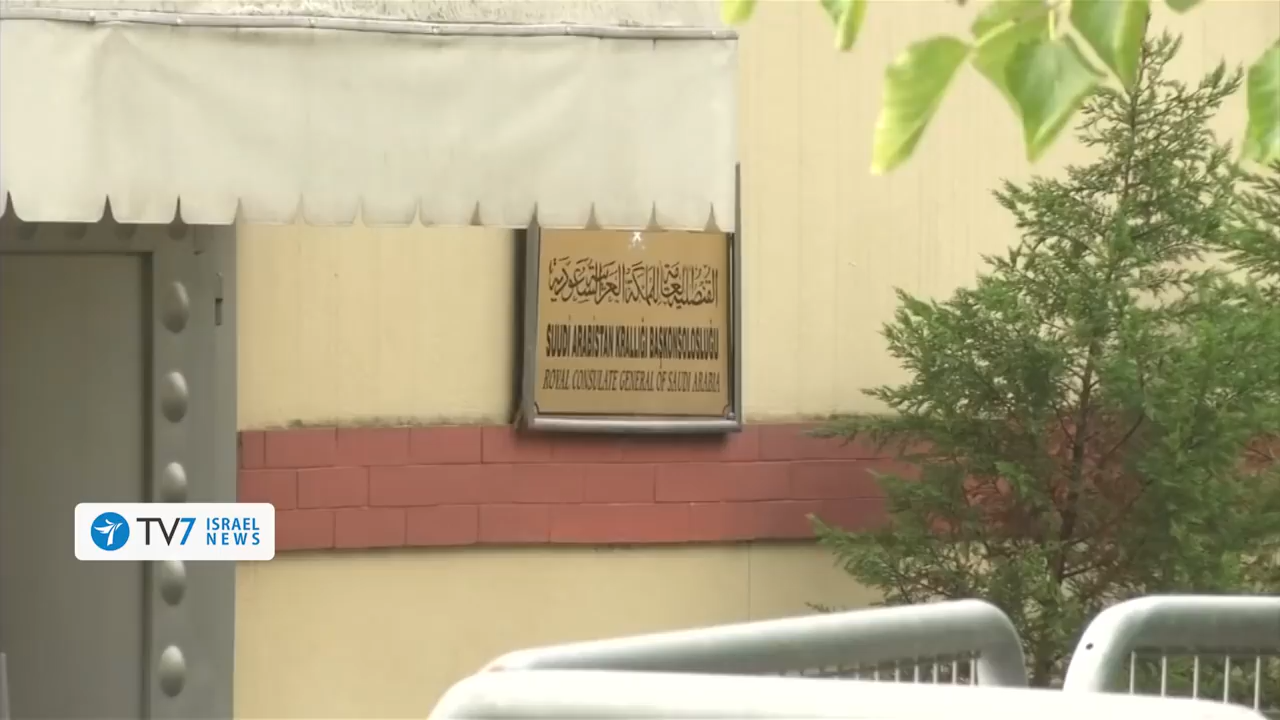 القنصلية العامة للمملكة العربية السعودية
SUUDİ ARABİSTAN KRALLIĞI BAŞKONSOLOSLUĞU
ROYAL CONSULATE GENERAL OF SAUDI ARABIA
TV7 ISRAEL
NEWS